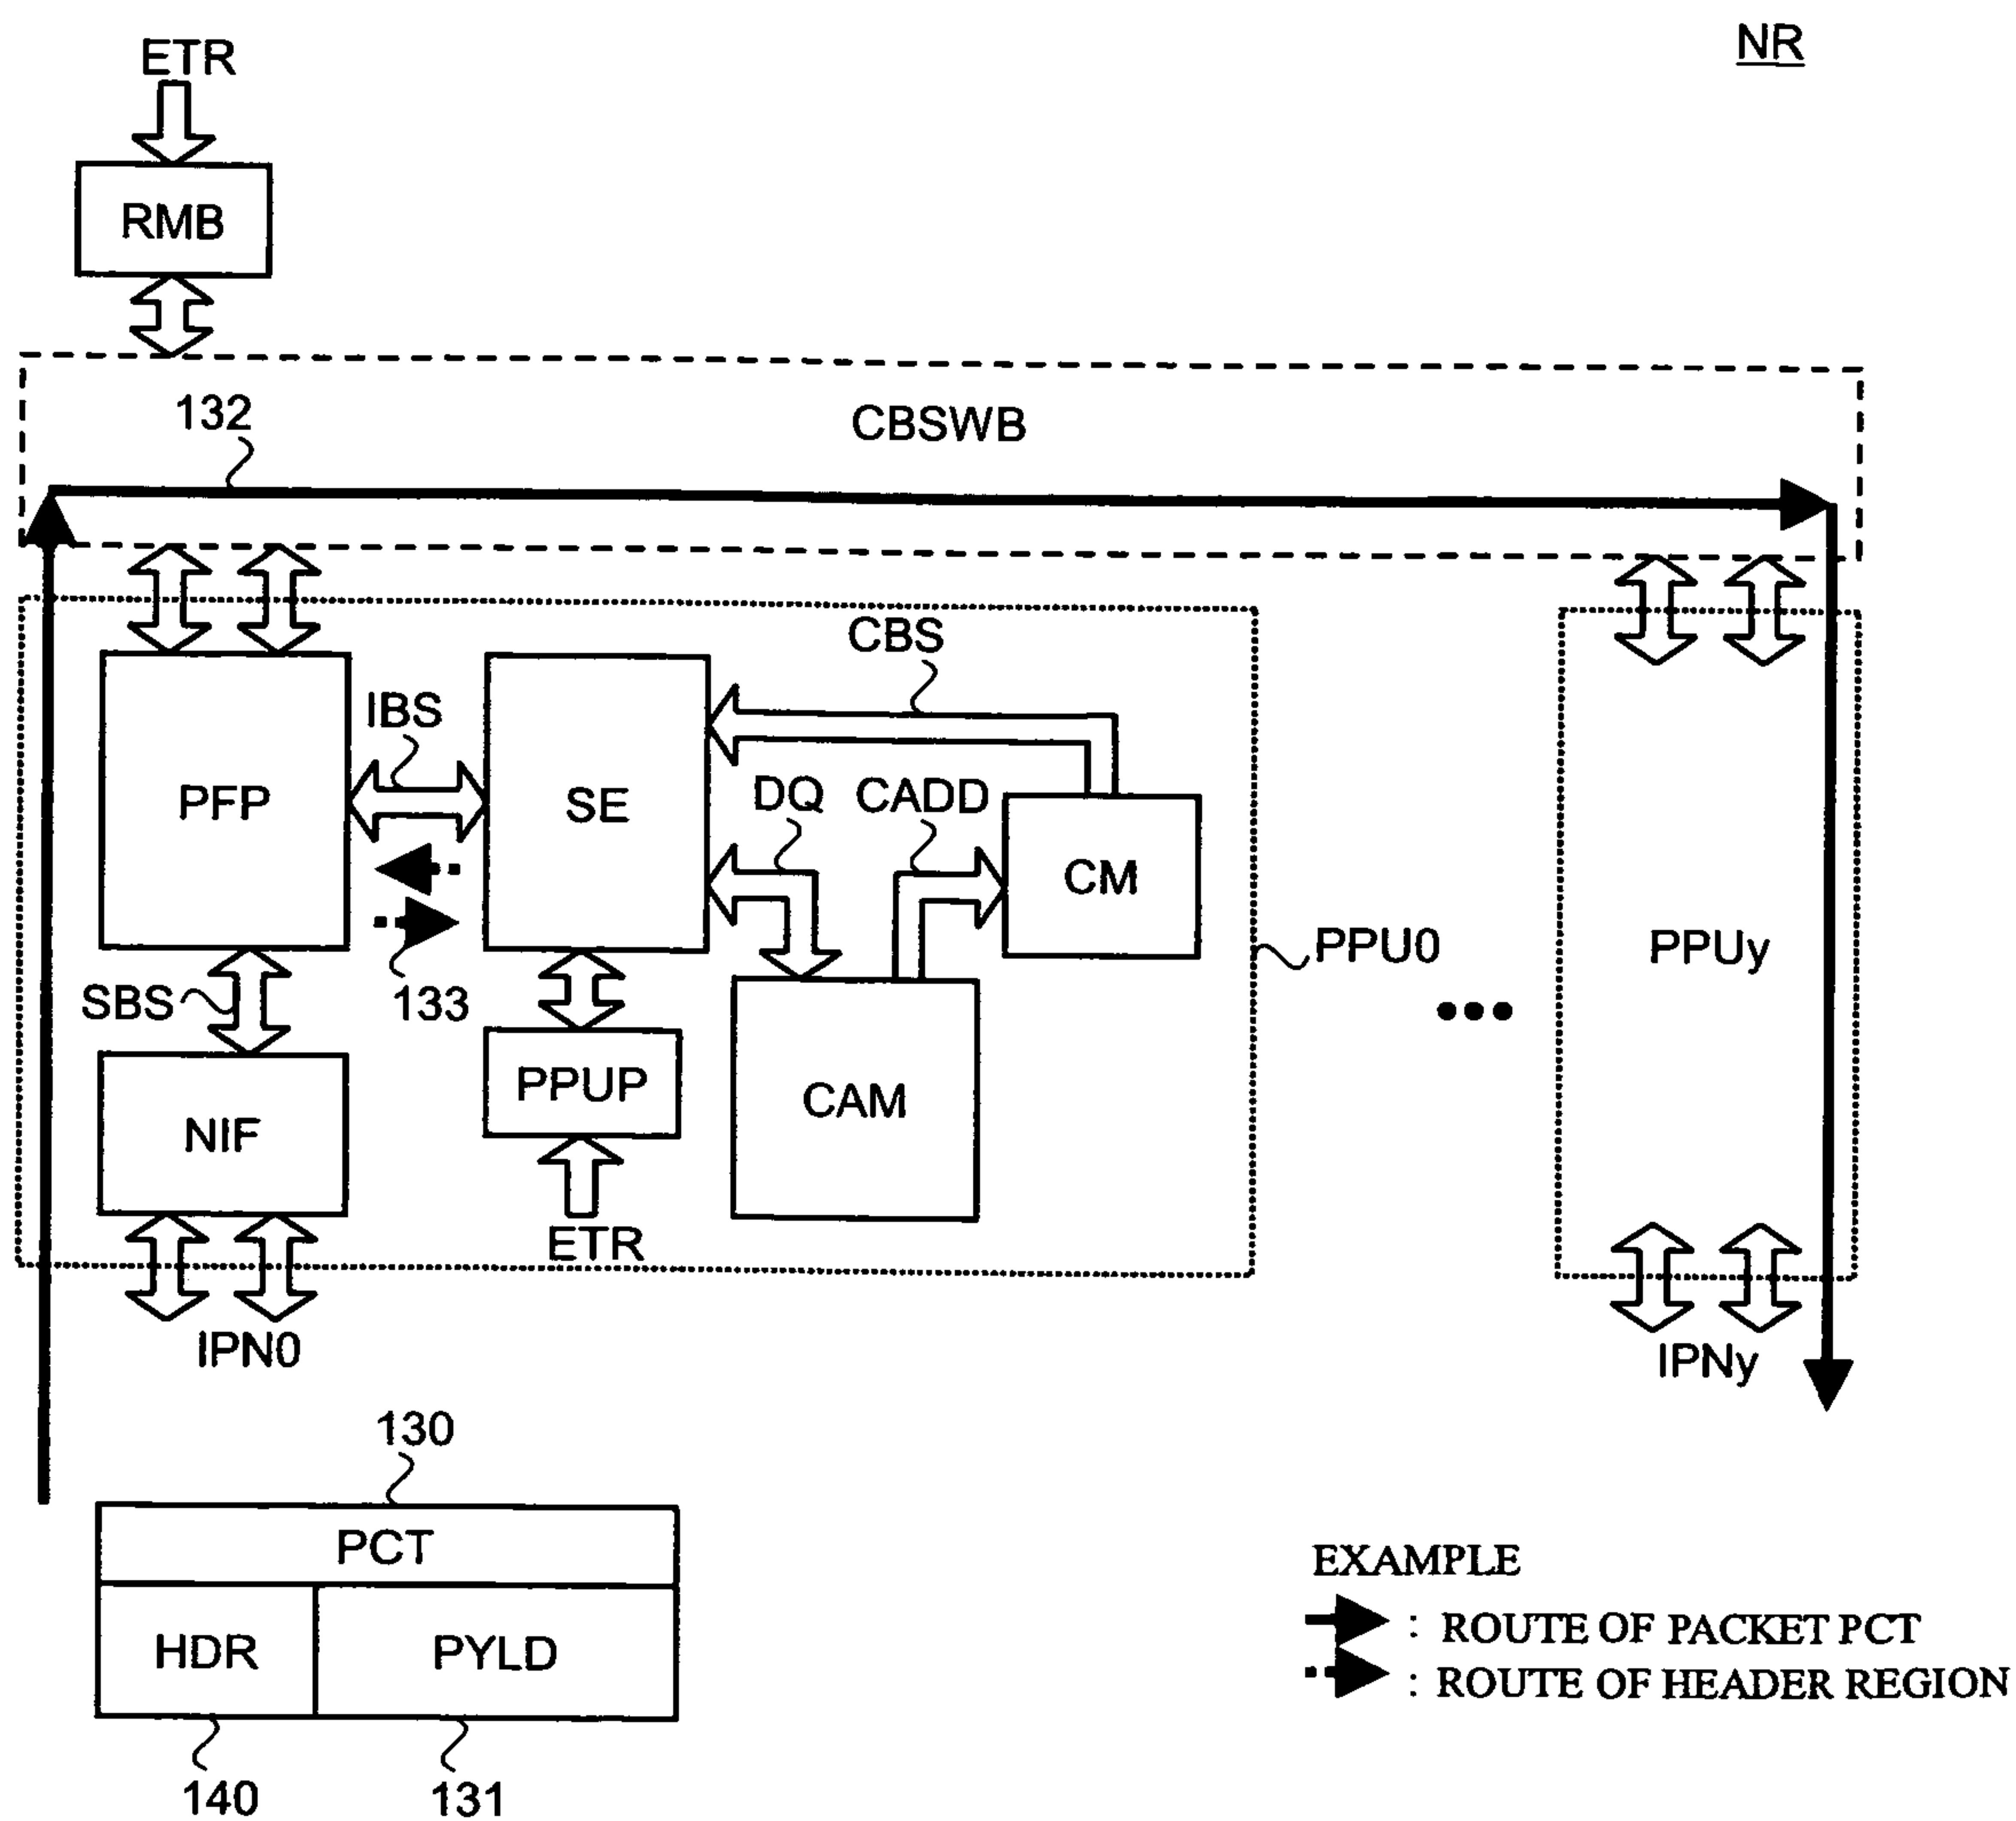 ETR
NR
RMB
132
CBSWB
CBS
IBS
PFP
SE
DQ
CADD
CM
PPU0
PPUy
SBS
133
PPUP
CAM
NIF
ETR
IPN0
IPNy
130
PCT
HDR
PYLD
140
131
EXAMPLE
: ROUTE OF PACKET PCT
: ROUTE OF HEADER REGION